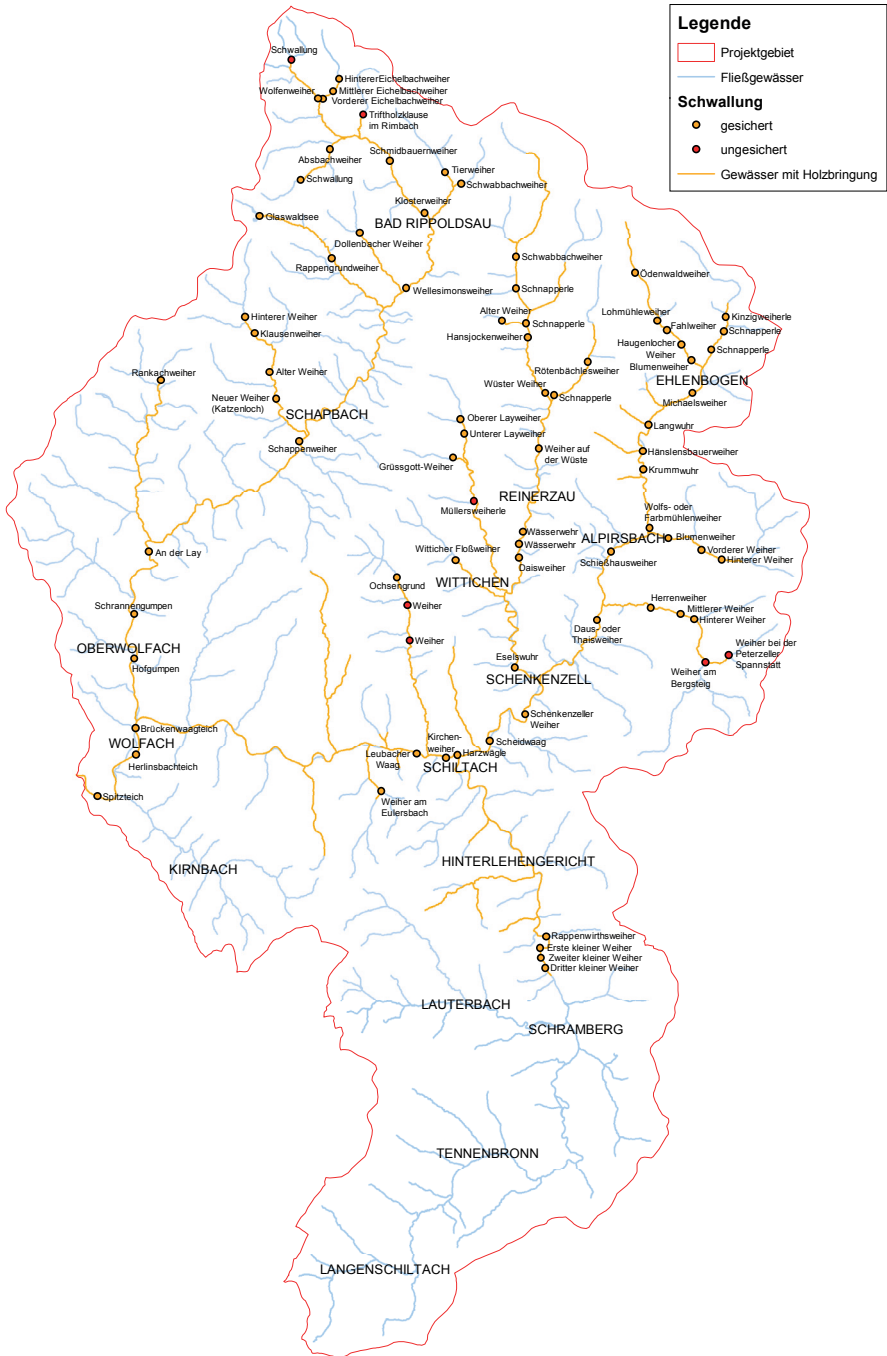 Legende
Projektgebiet
Fließgewässer
Schwallung
gesichert
ungesichert
Gewässer mit Holzbringung
Schwallung
HintererEichelbachweiher
Mittlerer Eichelbachweiher
Wolfenweiher
Vorderer Eichelbachweiher
Triftholzklause
im Rimbach
Absbachweiher
Schmidbauernweiher
Schwallung
Tierweiher
Schwabbachweiher
Klosterweiher
Glaswaldsee
BAD RIPPOLDSAU
Dollenbacher Weiher
Rappengrundweiher
Wellesimonsweiher
Schwabbachweiher
Schnapperle
Ödenwaldweiher
Alter Weiher
Schnapperle
Hansjockenweiher
Lohmühleweiher
Fahlweiher
Kinzigweiherle
Schnapperle
Haugenlocher
Weiher
Schnapperle
Blumenweiher
EHLENBOGEN
Michaelsweiher
Hinterer Weiher
Klausenweiher
Rankachweiher
Alter Weiher
Neuer Weiher
(Katzenloch)
SCHAPBACH
Schappenweiher
Rötenbächlesweiher
Wüster Weiher
Schnapperle
Oberer Layweiher
Unterer Layweiher
Grüssgott-Weiher
Weiher auf
der Wüste
Langwuhr
Hänslensbauerweiher
Krummwuhr
REINERZAU
Müllersweiherle
Wolfs- oder
Farbmühlenweiher
ALPIRSBACH
Blumenweiher
Vorderer Weiher
Hinterer Weiher
Schießhausweiher
Wässerwehr
Wässerwehr
Daisweiher
Witticher Floßweiher
WITTICHEN
An der Lay
Ochsengrund
Weiher
Weiher
Schrannengumpen
OBERWOLFACH
Hofgumpen
Herrenweiher
Mittlerer Weiher
Hinterer Weiher
Daus- oder
Thaisweiher
Weiher bei der
Peterzeller
Spannstatt
Weiher am
Bergsteig
Eselswuhr
SCHENKENZELL
Schenkenzeller
Weiher
Brückenwaagteich
WOLFACH
Herlinsbachteich
Spitzteich
Scheidwaag
Kirchen-
weiher
Harzwägle
Leubacher
Waag
SCHILTACH
Weiher am
Eulersbach
HINTERLEHENGERICHT
KIRNBACH
Rappenwirthsweiher
Erste kleiner Weiher
Zweiter kleiner Weiher
Dritter kleiner Weiher
LAUTERBACH
SCHRAMBERG
TENNENBRONN
LANGENSCHILTACH